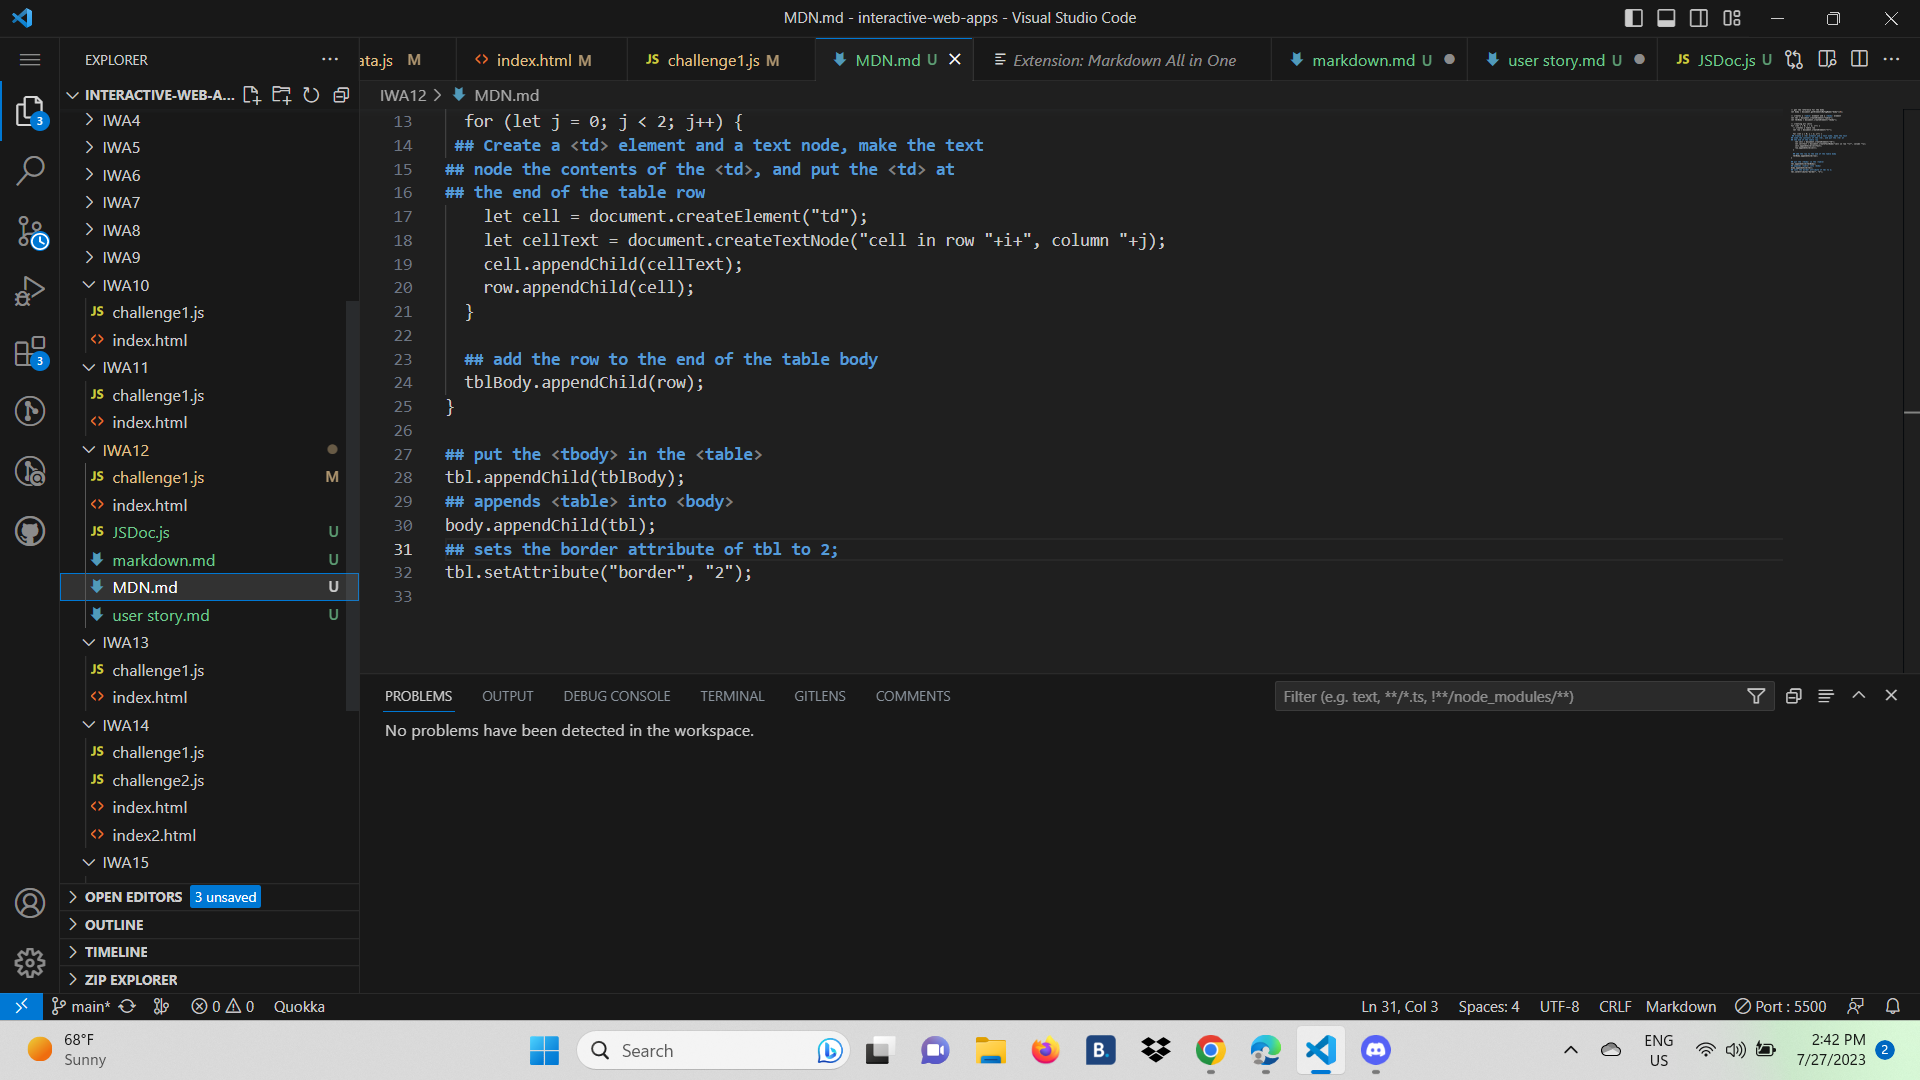 MDN.md - interactive-web-apps - Visual Studio Code
EXPLORER
ata.js M
index.html M
JS challenge1.js M
MDN.md U
Extension: Markdown All in One
markdown.md U
user story.md U
JS JSDoc.js U
INTERACTIVE-WEB-A...
IWA12 > MDN.md
IWA4
IWA5
IWA6
IWA7
IWA8
IWA9
IWA10
JS challenge1.js
index.html
IWA11
JS challenge1.js
index.html
IWA12
JS challenge1.js M
index.html
JS JSDoc.js U
markdown.md U
MDN.md U
user story.md U
IWA13
JS challenge1.js
index.html
IWA14
JS challenge1.js
JS challenge2.js
index.html
index2.html
IWA15
OPEN EDITORS 3 unsaved
OUTLINE
TIMELINE
ZIP EXPLORER
3
3
13 for (let j = 0; j < 2; j++) {
14 ## Create a <td> element and a text node, make the text
15 ## node the contents of the <td>, and put the <td> at
16 ## the end of the table row
17 let cell = document.createElement("td");
18 let cellText = document.createTextNode("cell in row "+i+", column "+j);
19 cell.appendChild(cellText);
20 row.appendChild(cell);
21 }
22
23 ## add the row to the end of the table body
24 tblBody.appendChild(row);
25 }
26
27 ## put the <tbody> in the <table>
28 tbl.appendChild(tblBody);
29 ## appends <table> into <body>
30 body.appendChild(tbl);
31 ## sets the border attribute of tbl to 2;
32 tbl.setAttribute("border", "2");
33
PROBLEMS OUTPUT DEBUG CONSOLE TERMINAL GITLENS COMMENTS
Filter (e.g. text, **/*.ts, !**/node_modules/**)
No problems have been detected in the workspace.
main* 0 0 Quokka
Ln 31, Col 3 Spaces: 4 UTF-8 CRLF Markdown Port : 5500
68°F
Sunny
Search
B.
ENG
US
2:42 PM
7/27/2023
2